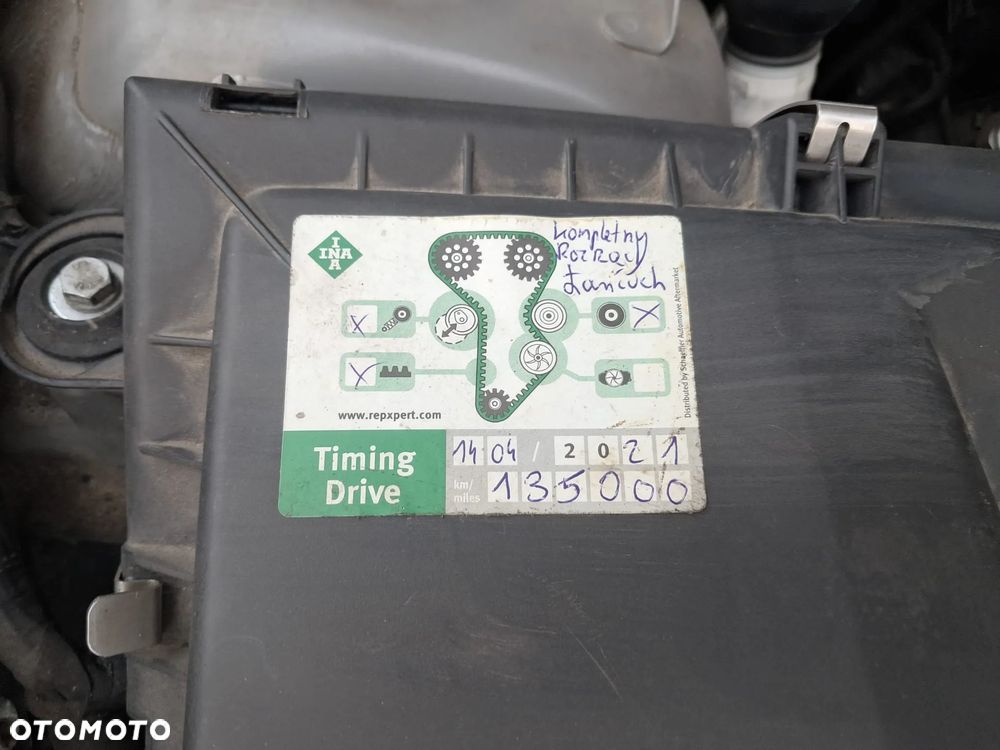 INA
INA
kompletny
Rozrząd
Łańcuch
X
X
X
www.repxpert.com
Distributed by Schaeffler Automotive Aftermarket
Timing
Drive
14 04 / 2021
km/
miles
135000
OTOMOTO